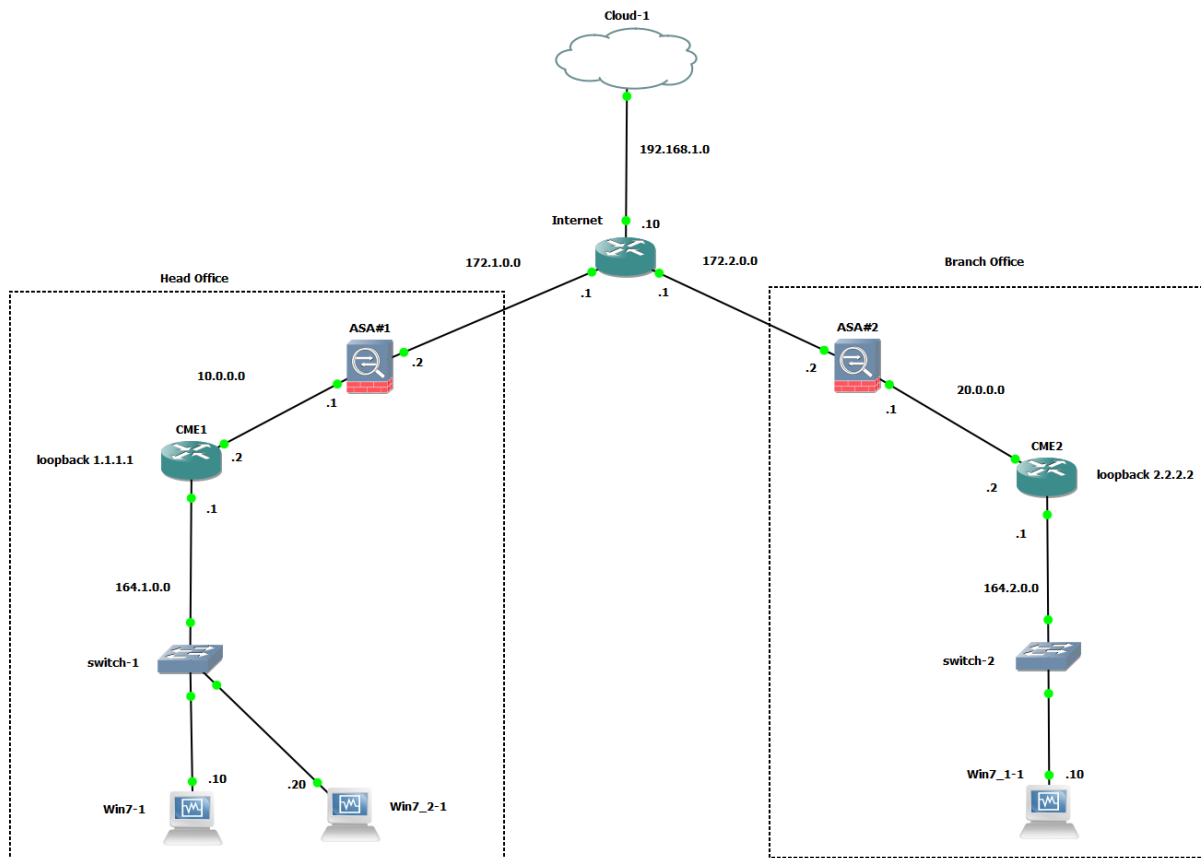 Cloud-1
192.168.1.0
Internet
.10
172.1.0.0
172.2.0.0
.1
.1
Head Office
Branch Office
ASA#1
ASA#2
.2
.2
10.0.0.0
20.0.0.0
.1
.1
CME1
CME2
loopback 1.1.1.1
.2
.2
loopback 2.2.2.2
.1
.1
164.1.0.0
164.2.0.0
switch-1
switch-2
.10
.20
Win7-1
Win7_2-1
Win7_1-1
.10